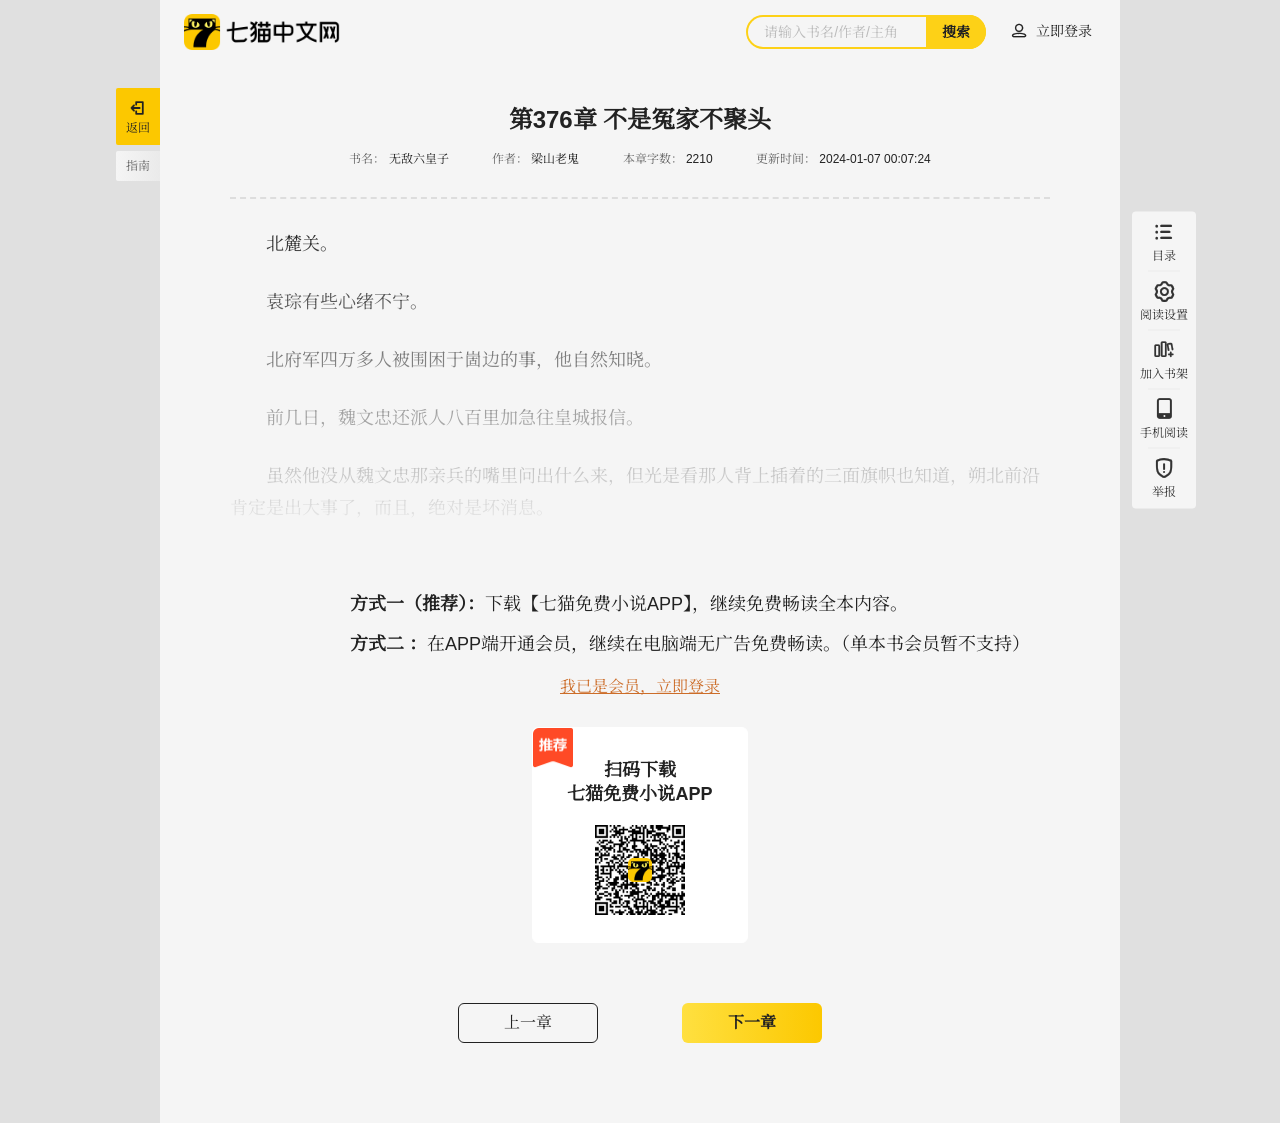 七猫中文网
请输入书名/作者/主角
搜索
立即登录
返回
指南
第376章 不是冤家不聚头
书名： 无敌六皇子 作者： 梁山老鬼 本章字数： 2210 更新时间： 2024-01-07 00:07:24
北麓关。
袁琮有些心绪不宁。
北府军四万多人被围困于崮边的事，他自然知晓。
前几日，魏文忠还派人八百里加急往皇城报信。
虽然他没从魏文忠那亲兵的嘴里问出什么来，但光是看那人背上插着的三面旗帜也知道，朔北前沿
肯定是出大事了，而且，绝对是坏消息。
目录
阅读设置
加入书架
手机阅读
举报
方式一（推荐）：下载【七猫免费小说APP】，继续免费畅读全本内容。
方式二 ：在APP端开通会员，继续在电脑端无广告免费畅读。（单本书会员暂不支持）
我已是会员，立即登录
推荐
扫码下载
七猫免费小说APP
上一章
下一章